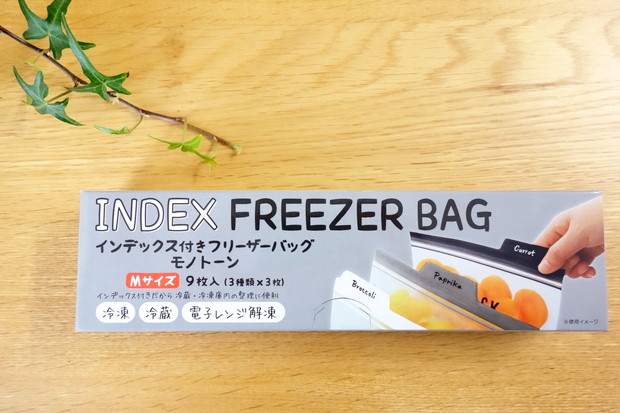 INDEX FREEZER BAG
インデックス付きフリーザーバッグ
モノトーン
Mサイズ 9枚入(3種類×3枚)
インデックス付きだから 冷蔵・冷凍庫内の整理に便利
冷凍 冷蔵 電子レンジ解凍
Carrot
Paprika
Broccoli
※使用イメージ